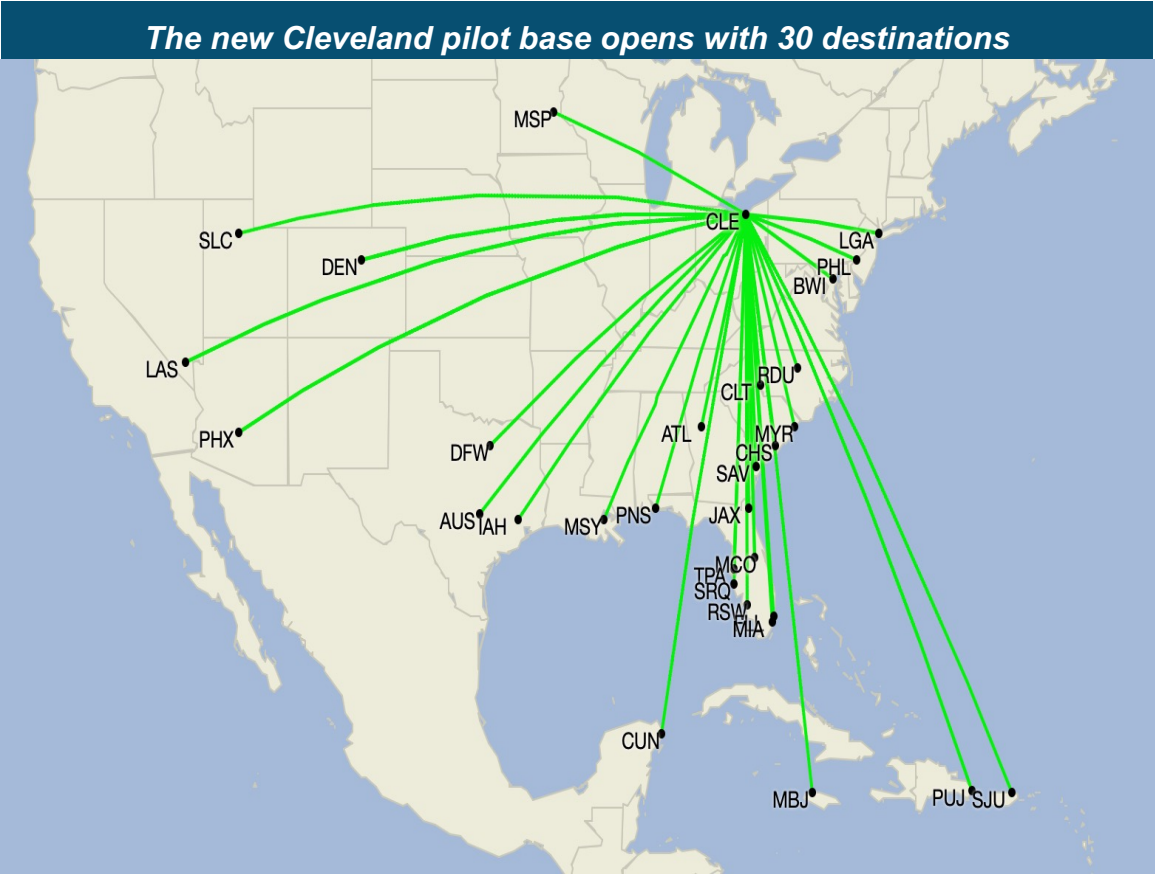 The new Cleveland pilot base opens with 30 destinations
MSP
CLE
SLC
LGA
DEN
PHL
BWI
LAS
RDU
CLT
PHX
ATL
MYR
DFW
CHS
SAV
AUS
IAH
MSY
PNS
JAX
MCO
TPA
SRQ
RSW
MIA
CUN
MBJ
PUJ
SJU